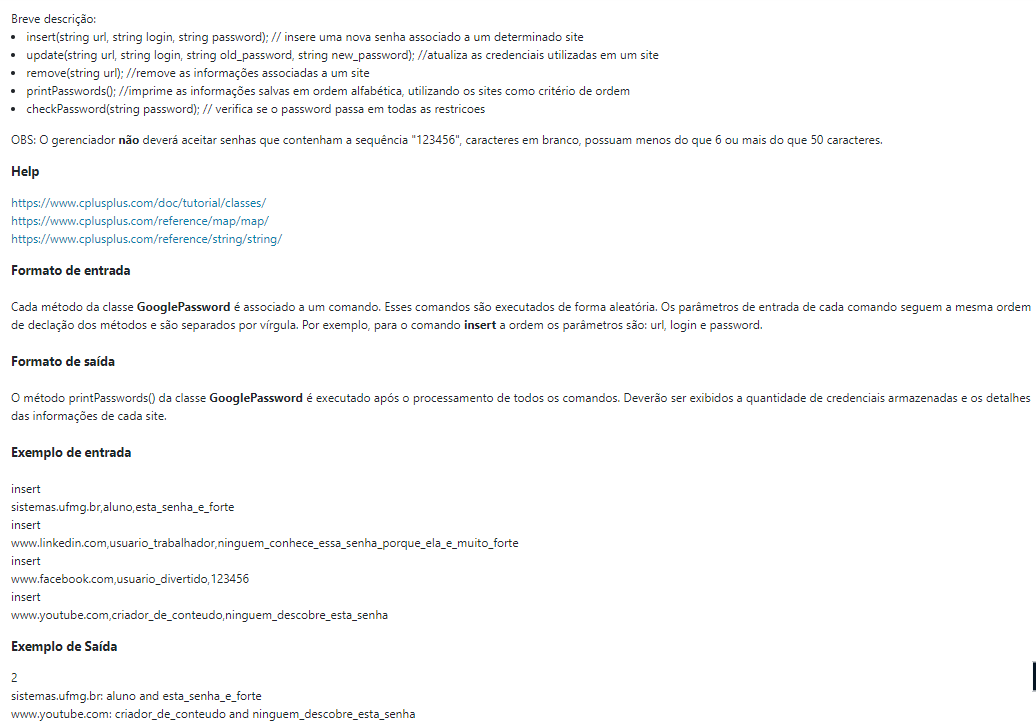 Breve descrição:
• insert(string url, string login, string password); // insere uma nova senha associado a um determinado site
• update(string url, string login, string old_password, string new_password); //atualiza as credenciais utilizadas em um site
• remove(string url); //remove as informações associadas a um site
• printPasswords(); //imprime as informações salvas em ordem alfabética, utilizando os sites como critério de ordem
• checkPassword(string password); // verifica se o password passa em todas as restricoes
OBS: O gerenciador não deverá aceitar senhas que contenham a sequência "123456", caracteres em branco, possuam menos do que 6 ou mais do que 50 caracteres.
Help
https://www.cplusplus.com/doc/tutorial/classes/
https://www.cplusplus.com/reference/map/map/
https://www.cplusplus.com/reference/string/string/
Formato de entrada
Cada método da classe GooglePassword é associado a um comando. Esses comandos são executados de forma aleatória. Os parâmetros de entrada de cada comando seguem a mesma ordem
de declação dos métodos e são separados por vírgula. Por exemplo, para o comando insert a ordem os parâmetros são: url, login e password.
Formato de saída
O método printPasswords() da classe GooglePassword é executado após o processamento de todos os comandos. Deverão ser exibidos a quantidade de credenciais armazenadas e os detalhes
das informações de cada site.
Exemplo de entrada
insert
sistemas.ufmg.br,aluno,esta_senha_e_forte
insert
www.linkedin.com,usuario_trabalhador,ninguem_conhece_essa_senha_porque_ela_e_muito_forte
insert
www.facebook.com,usuario_divertido,123456
insert
www.youtube.com,criador_de_conteudo,ninguem_descobre_esta_senha
Exemplo de Saída
2
sistemas.ufmg.br: aluno and esta_senha_e_forte
www.youtube.com: criador_de_conteudo and ninguem_descobre_esta_senha